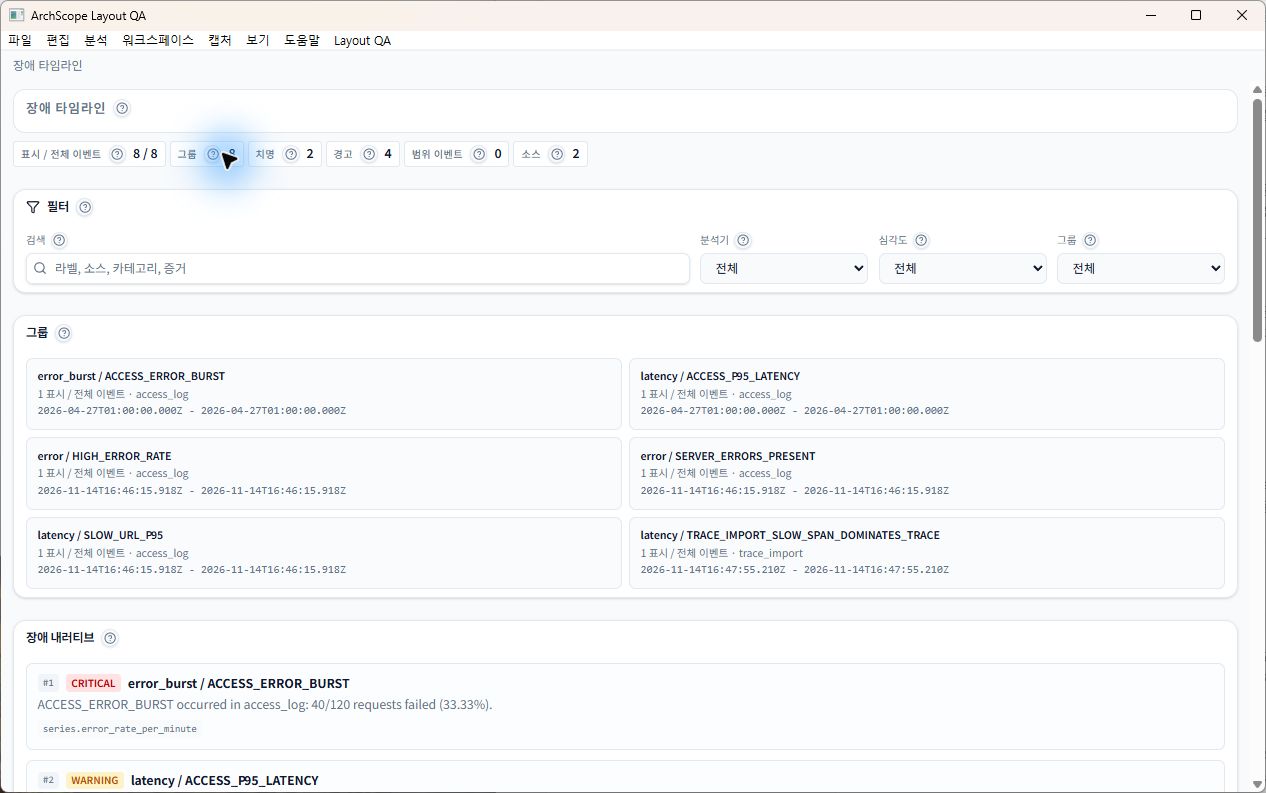 ArchScope Layout QA
파일 편집 분석 워크스페이스 캡처 보기 도움말 Layout QA
장애 타임라인
장애 타임라인
표시 / 전체 이벤트 8 / 8 그룹 8 치명 2 경고 4 범위 이벤트 0 소스 2
필터
검색 분석기 심각도 그룹
라벨, 소스, 카테고리, 증거 전체 전체 전체
그룹
error_burst / ACCESS_ERROR_BURST
1 표시 / 전체 이벤트 · access_log
2026-04-27T01:00:00.000Z - 2026-04-27T01:00:00.000Z
latency / ACCESS_P95_LATENCY
1 표시 / 전체 이벤트 · access_log
2026-04-27T01:00:00.000Z - 2026-04-27T01:00:00.000Z
error / HIGH_ERROR_RATE
1 표시 / 전체 이벤트 · access_log
2026-11-14T16:46:15.918Z - 2026-11-14T16:46:15.918Z
error / SERVER_ERRORS_PRESENT
1 표시 / 전체 이벤트 · access_log
2026-11-14T16:46:15.918Z - 2026-11-14T16:46:15.918Z
latency / SLOW_URL_P95
1 표시 / 전체 이벤트 · access_log
2026-11-14T16:46:15.918Z - 2026-11-14T16:46:15.918Z
latency / TRACE_IMPORT_SLOW_SPAN_DOMINATES_TRACE
1 표시 / 전체 이벤트 · trace_import
2026-11-14T16:47:55.210Z - 2026-11-14T16:47:55.210Z
장애 내러티브
#1 CRITICAL error_burst / ACCESS_ERROR_BURST
ACCESS_ERROR_BURST occurred in access_log: 40/120 requests failed (33.33%).
series.error_rate_per_minute
#2 WARNING latency / ACCESS_P95_LATENCY